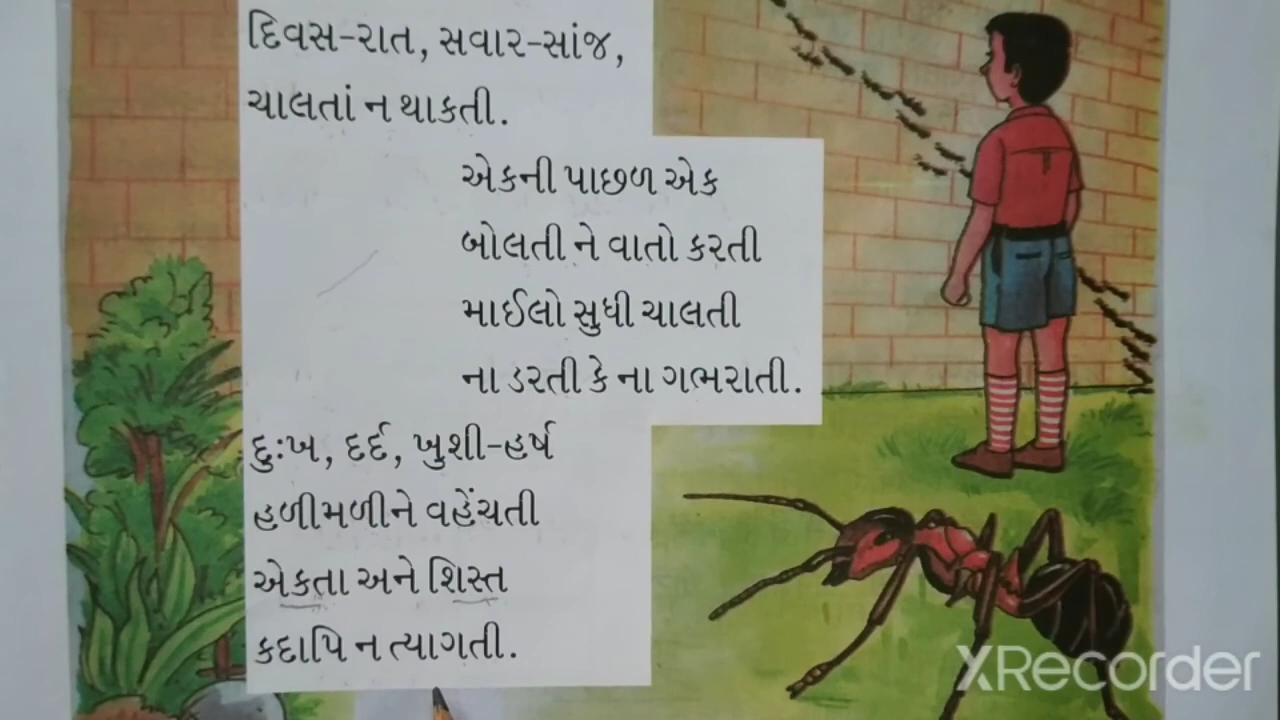 દિવસ-રાત, સવાર-સાંજ,
ચાલતાં ન થાકતી.
એકની પાછળ એક
બોલતી ને વાતો કરતી
માઈલો સુધી ચાલતી
ના ડરતી કે ના ગભરાતી.
દુઃખ, દર્દ, ખુશી-હર્ષ
હળીમળીને વહેંચતી
એકતા અને શિસ્ત
કદાપિ ન ત્યાગતી.
XRecorder